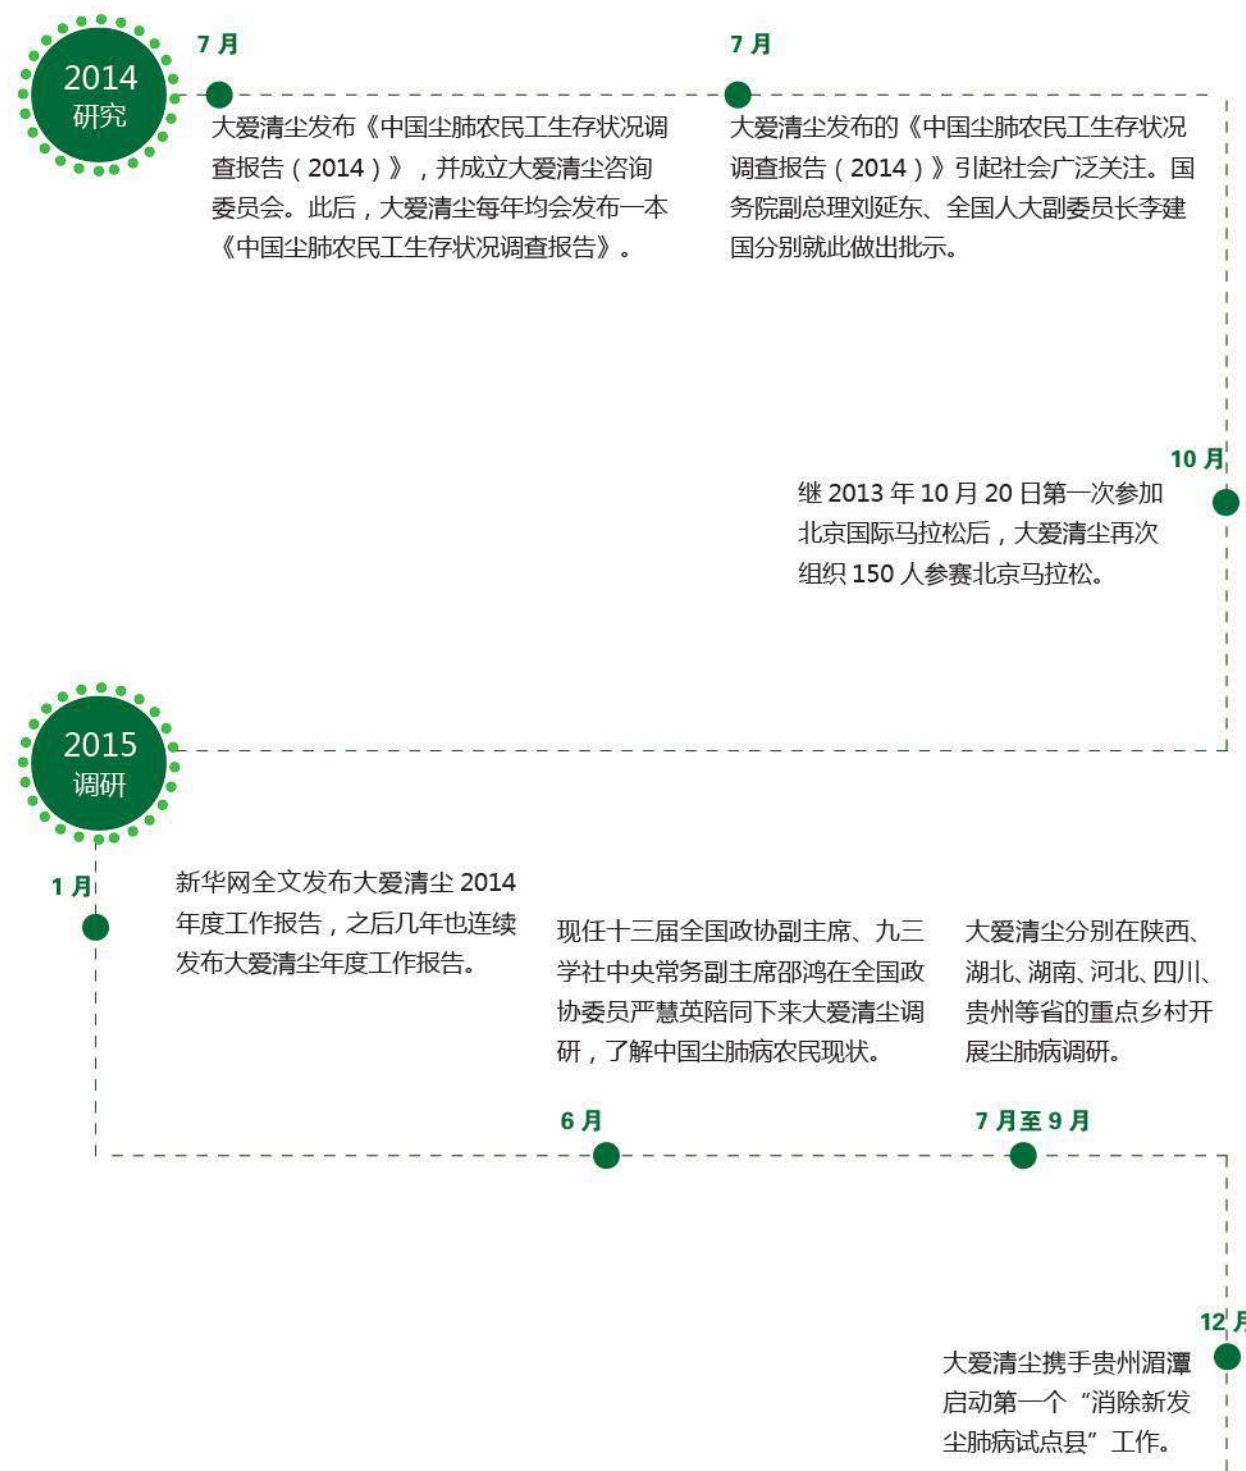 2014
研究
7 月
大爱清尘发布《中国尘肺农民工生存状况调
查报告（2014）》，并成立大爱清尘咨询
委员会。此后，大爱清尘每年均会发布一本
《中国尘肺农民工生存状况调查报告》。
7 月
大爱清尘发布的《中国尘肺农民工生存状况
调查报告（2014）》引起社会广泛关注。国
务院副总理刘延东、全国人大副委员长李建
国分别就此做出批示。
10 月
继 2013 年 10 月 20 日第一次参加
北京国际马拉松后，大爱清尘再次
组织 150 人参赛北京马拉松。
2015
调研
1 月
新华网全文发布大爱清尘 2014
年度工作报告，之后几年也连续
发布大爱清尘年度工作报告。
现任十三届全国政协副主席、九三
学社中央常务副主席邵鸿在全国政
协委员严慧英陪同下来大爱清尘调
研，了解中国尘肺病农民现状。
6 月
大爱清尘分别在陕西、
湖北、湖南、河北、四川、
贵州等省的重点乡村开
展尘肺病调研。
7 月至 9 月
12 月
大爱清尘携手贵州湄潭
启动第一个“消除新发
尘肺病试点县”工作。